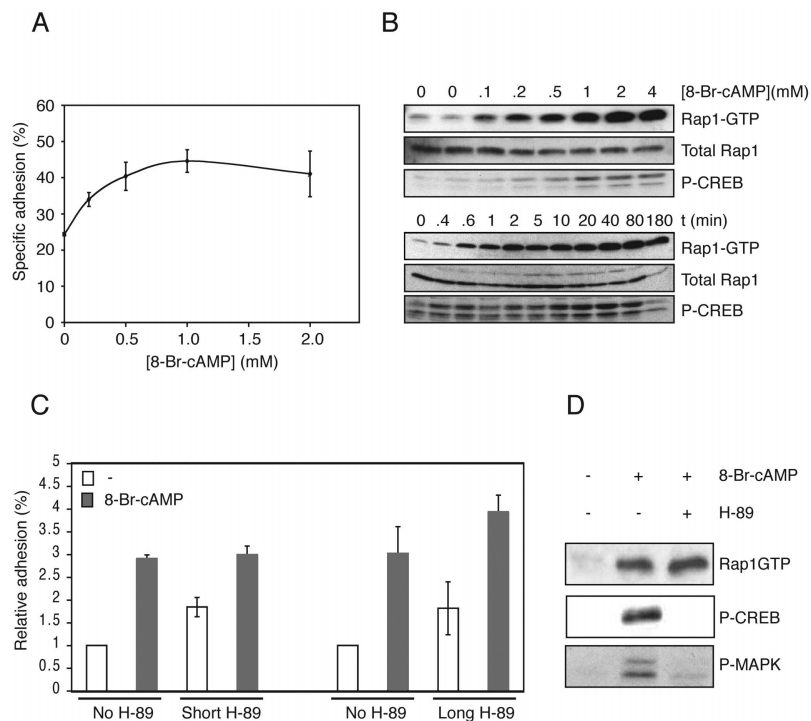 A
60
50
40
30
20
10
0
Specific adhesion (%)
0 0.5 1.0 1.5 2.0
[8-Br-cAMP] (mM)
B
0 0 .1 .2 .5 1 2 4 [8-Br-cAMP](mM)
Rap1-GTP
Total Rap1
P-CREB
0 .4 .6 1 2 5 10 20 40 80 180 t (min)
Rap1-GTP
Total Rap1
P-CREB
C
5
4.5
4
3.5
3
2.5
2
1.5
1
0.5
0
Relative adhesion (%)
-
8-Br-cAMP
No H-89 Short H-89 No H-89 Long H-89
D
- + + 8-Br-cAMP
- - + H-89
Rap1GTP
P-CREB
P-MAPK